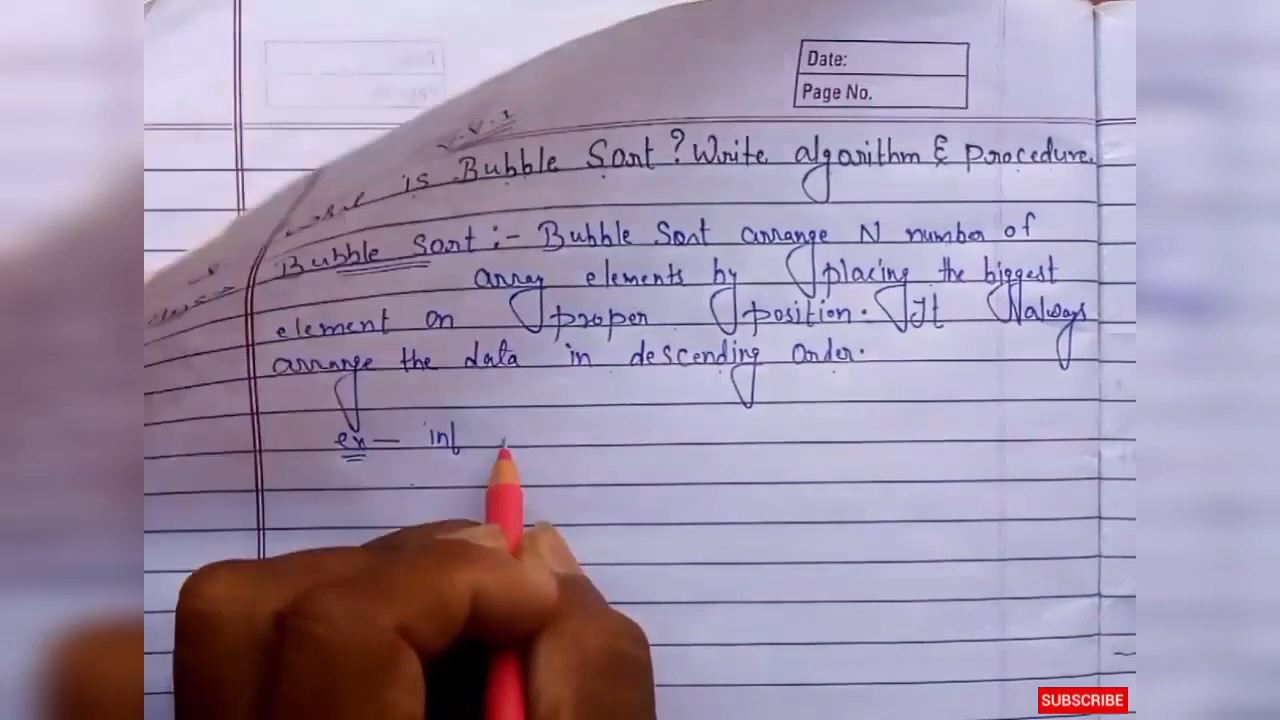 Date:
Page No.
V.V.I
is Bubble Sort ? Write algorithm & procedure.
Bubble Sort :- Bubble Sort arrange N number of
array elements by placing the biggest
element on proper position. It always
arrange the data in descending order.
ex — int
SUBSCRIBE